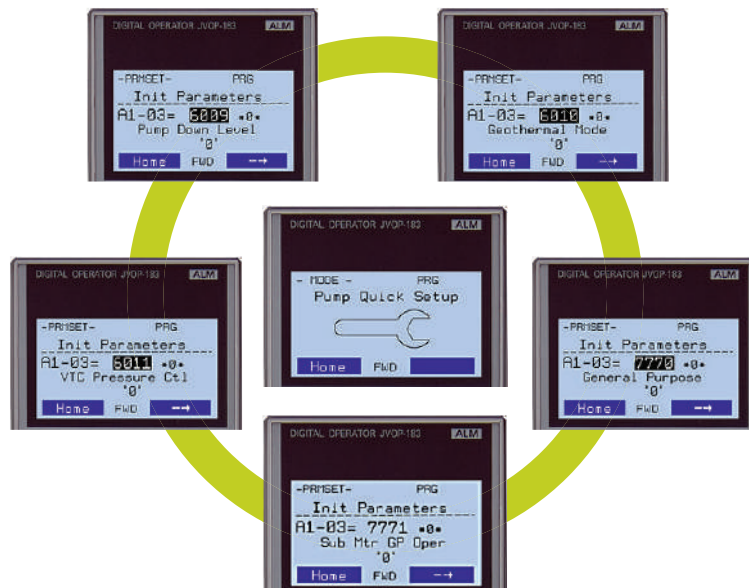 DIGITAL OPERATOR JVOP-183 ALM
-PRMSET- PRG
Init Parameters
A1-03= 6009 *0*
Pump Down Level
'0'
Home FWD -→
DIGITAL OPERATOR JVOP-183 ALM
-PRMSET- PRG
Init Parameters
A1-03= 6010 *0*
Geothermal Mode
'0'
Home FWD -→
DIGITAL OPERATOR JVOP-183 ALM
- MODE - PRG
Pump Quick Setup
Home FWD
DIGITAL OPERATOR JVOP-183 ALM
-PRMSET- PRG
Init Parameters
A1-03= 6011 *0*
VTC Pressure Ctl
'0'
Home FWD -→
DIGITAL OPERATOR JVOP-183 ALM
-PRMSET- PRG
Init Parameters
A1-03= 7770 *0*
General Purpose
'0'
Home FWD -→
DIGITAL OPERATOR JVOP-183 ALM
-PRMSET- PRG
Init Parameters
A1-03= 7771 *0*
Sub Mtr GP Oper
'0'
Home FWD -→